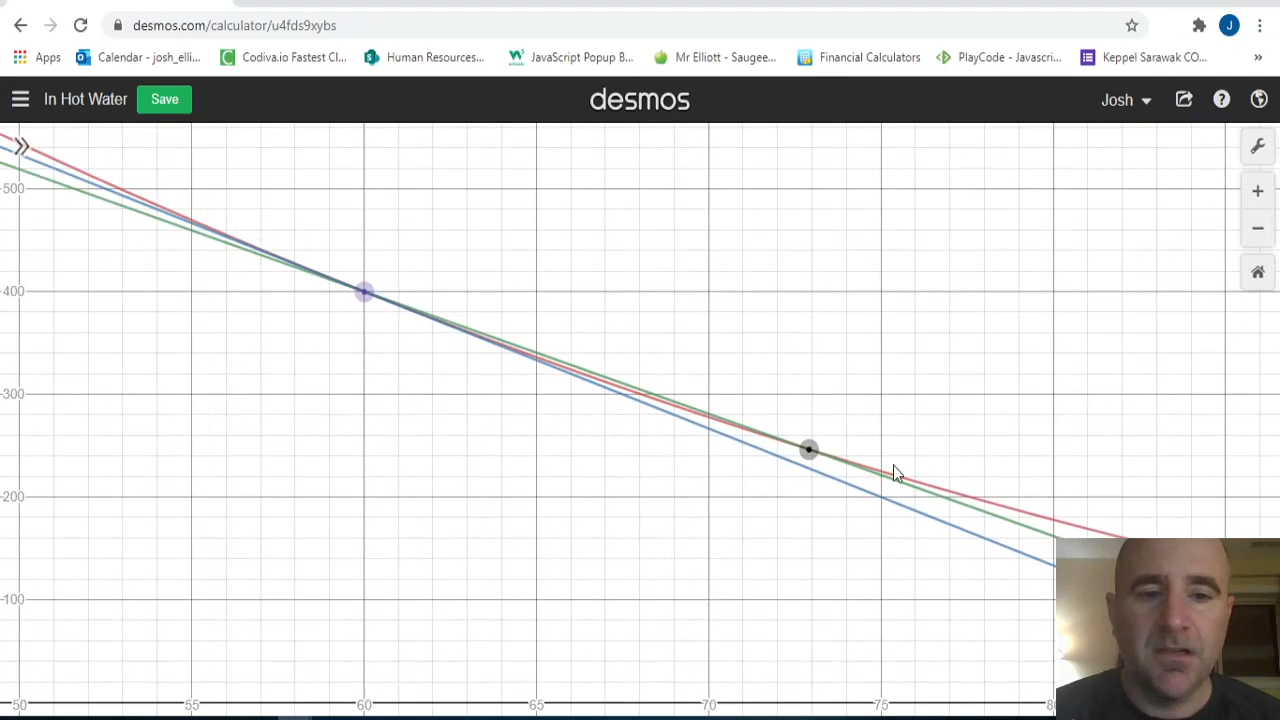 desmos.com/calculator/u4fds9xybs
J
Apps Calendar - josh_elli... Codiva.io Fastest Cl... Human Resources... JavaScript Popup B... Mr Elliott - Saugee... Financial Calculators PlayCode - Javascri... Keppel Sarawak CO... »
In Hot Water Save desmos Josh
500
400
300
200
100
50 55 60 65 70 75